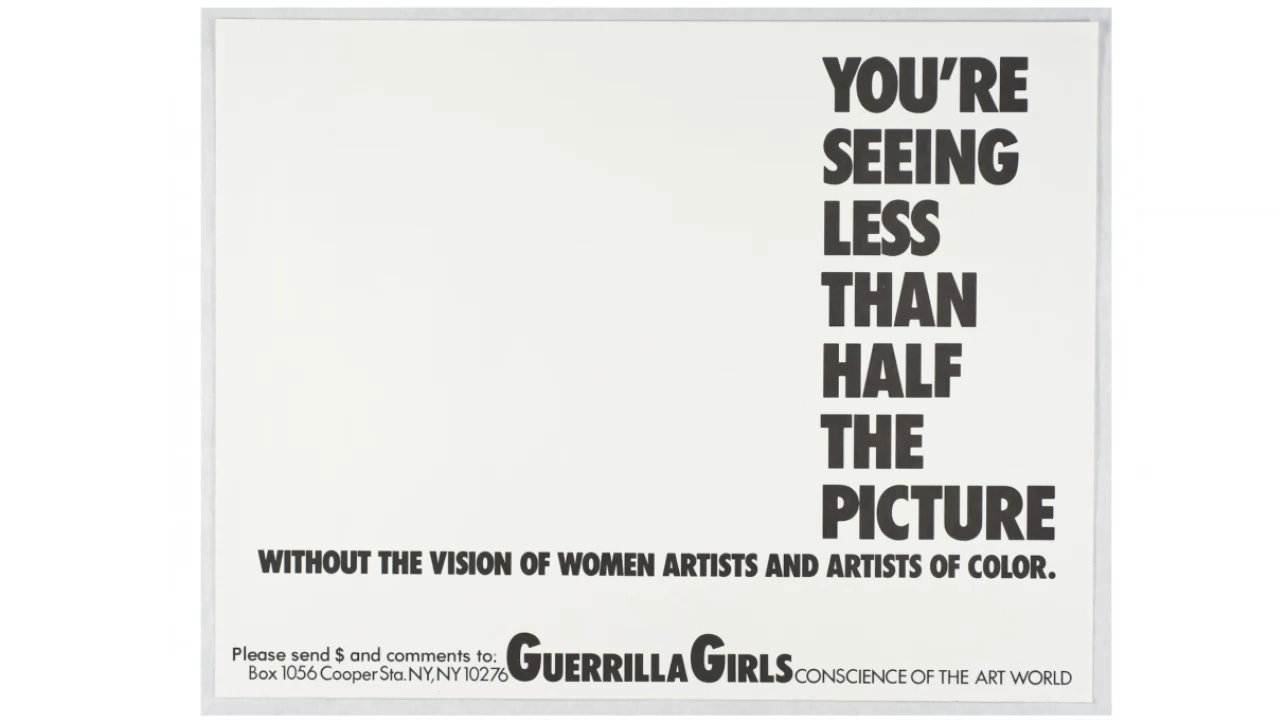 YOU'RE
SEEING
LESS
THAN
HALF
THE
PICTURE
WITHOUT THE VISION OF WOMEN ARTISTS AND ARTISTS OF COLOR.
Please send $ and comments to:
Box 1056 Cooper Sta. NY, NY 10276 GUERRILLA GIRLS CONSCIENCE OF THE ART WORLD